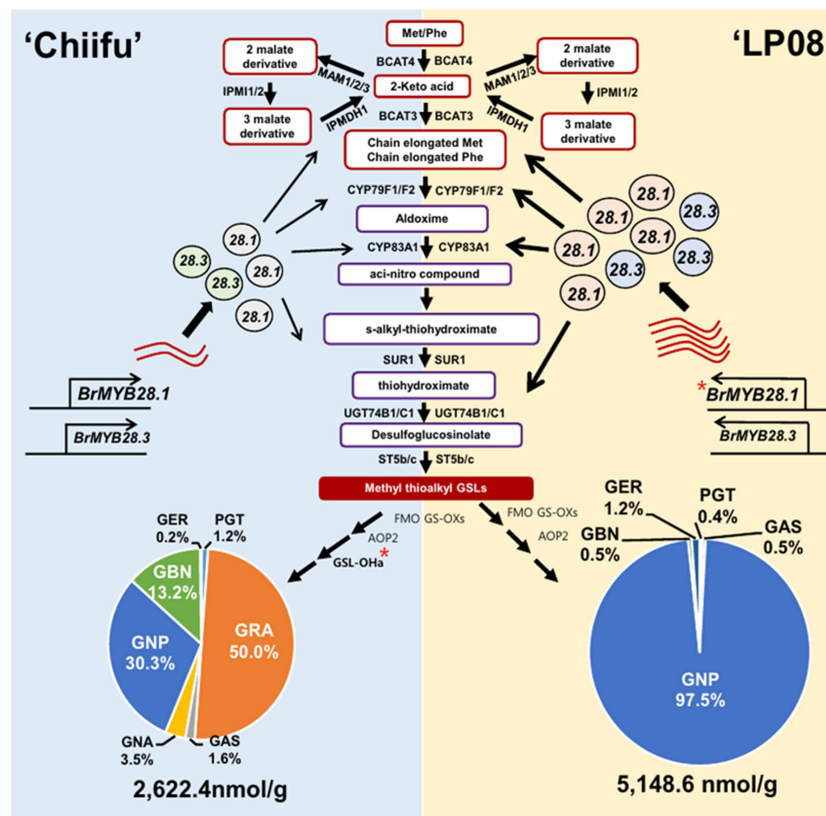 ‘Chiifu’
‘LP08
Met/Phe
BCAT4 BCAT4
2-Keto acid
BCAT3 BCAT3
Chain elongated Met
Chain elongated Phe
CYP79F1/F2 CYP79F1/F2
Aldoxime
CYP83A1 CYP83A1
aci-nitro compound
s-alkyl-thiohydroximate
SUR1 SUR1
thiohydroximate
UGT74B1/C1 UGT74B1/C1
Desulfoglucosinolate
ST5b/c ST5b/c
Methyl thioalkyl GSLs
2 malate
derivative
MAM1/2/3
IPMI1/2
IPMDH1
3 malate
derivative
2 malate
derivative
MAM1/2/3
IPMI1/2
IPMDH1
3 malate
derivative
28.1
28.3
28.1
28.3
28.1
BrMYB28.1
BrMYB28.3
28.1
28.3
28.1
28.1
28.3
28.1
28.3
28.1
*BrMYB28.1
BrMYB28.3
FMO GS-OXs
AOP2
GSL-OHa*
FMO GS-OXs
AOP2
GER
0.2%
PGT
1.2%
GBN
13.2%
GRA
50.0%
GNP
30.3%
GNA
3.5%
GAS
1.6%
2,622.4nmol/g
GER
1.2%
PGT
0.4%
GBN
0.5%
GAS
0.5%
GNP
97.5%
5,148.6 nmol/g